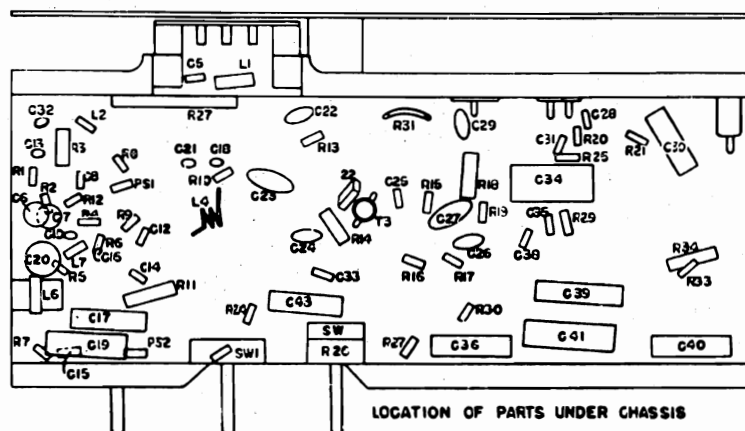 C5 L1
R27
C32 L2 C22 R31 C29 C28
C31 R20 R21 C30
C13 R3 R8 C21 C18 R13 R25
R1 C8 PS1 R10 C23 22 C25 R15 R18 C34
R2 R12 L4
C6 C7 R4 R9 T3 C27 R19 C35 R29
C10 R6 C12 C24 R14 C26 C38
C20 L7 C16 R34
R5 C14 C33 R16 R17 R33
L6 R11 C43 C39
C17 R24 R30
SW
R7 C19 PS2 SW1 R26 R27 C36 C41 C40
C15
LOCATION OF PARTS UNDER CHASSIS